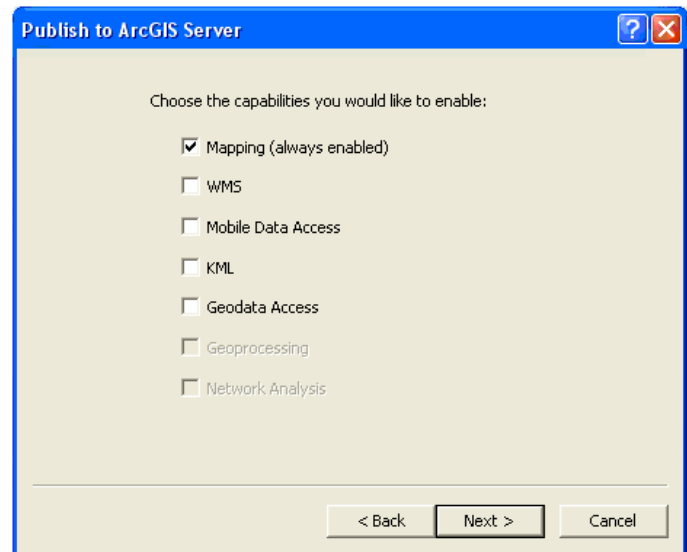 Publish to ArcGIS Server
Choose the capabilities you would like to enable:
Mapping (always enabled)
WMS
Mobile Data Access
KML
Geodata Access
Geoprocessing
Network Analysis
< Back Next > Cancel